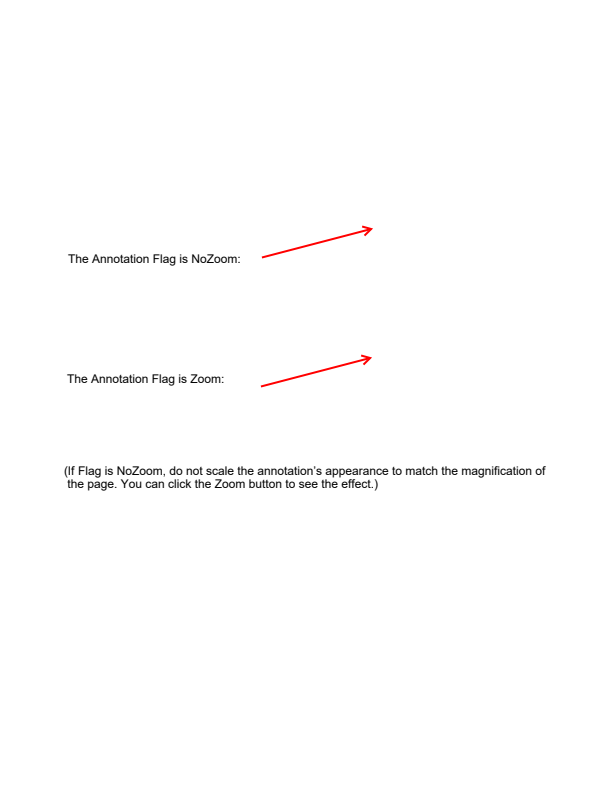 The Annotation Flag is NoZoom:
The Annotation Flag is Zoom:
(If Flag is NoZoom, do not scale the annotation’s appearance to match the magnification of
the page. You can click the Zoom button to see the effect.)